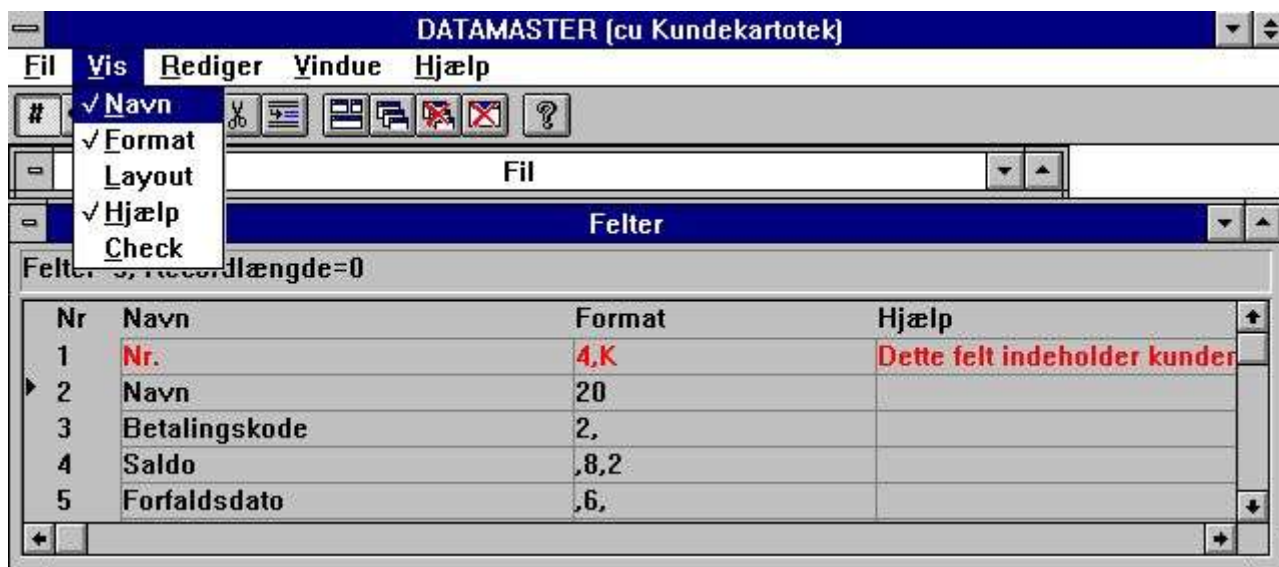 DATAMASTER (cu Kundekartotek)
Fil Vis Rediger Vindue Hjælp
√ Navn
√ Format
Layout
√ Hjælp
Check
#
?
Fil
Felter
Recordlængde=0
Nr Navn Format Hjælp
1 Nr. 4,K Dette felt indeholder kunder
2 Navn 20
3 Betalingskode 2,
4 Saldo ,8,2
5 Forfaldsdato ,6,